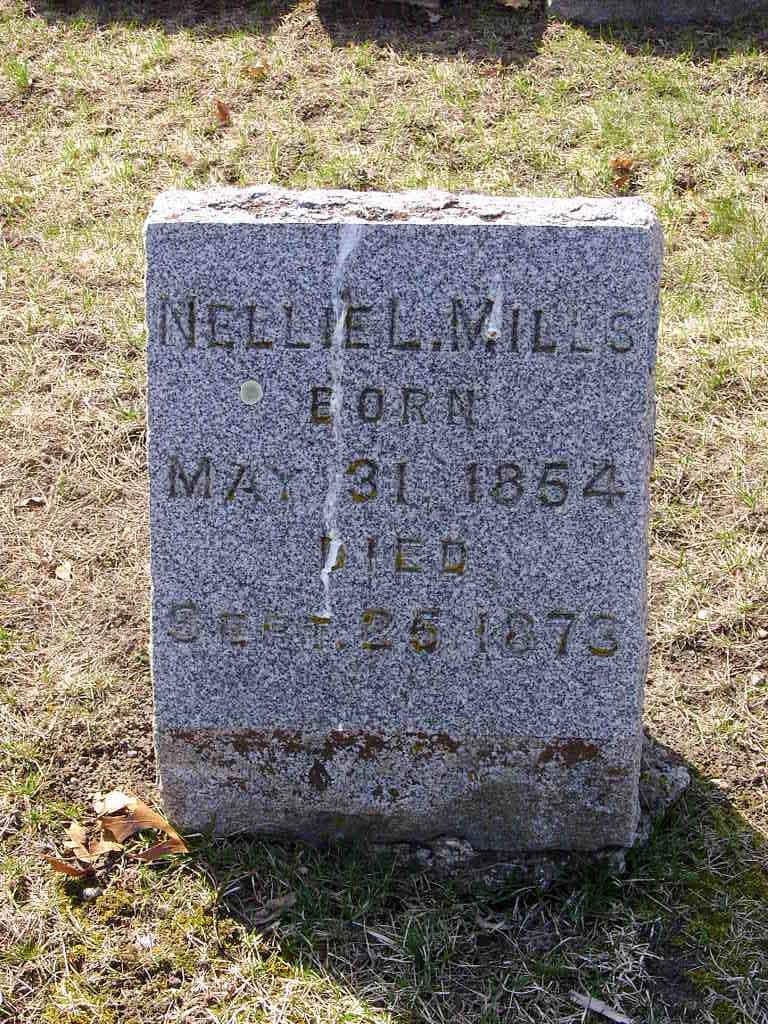 NELLIE L. MILLS
BORN
MAY 31, 1854
DIED
SEPT. 25, 1873